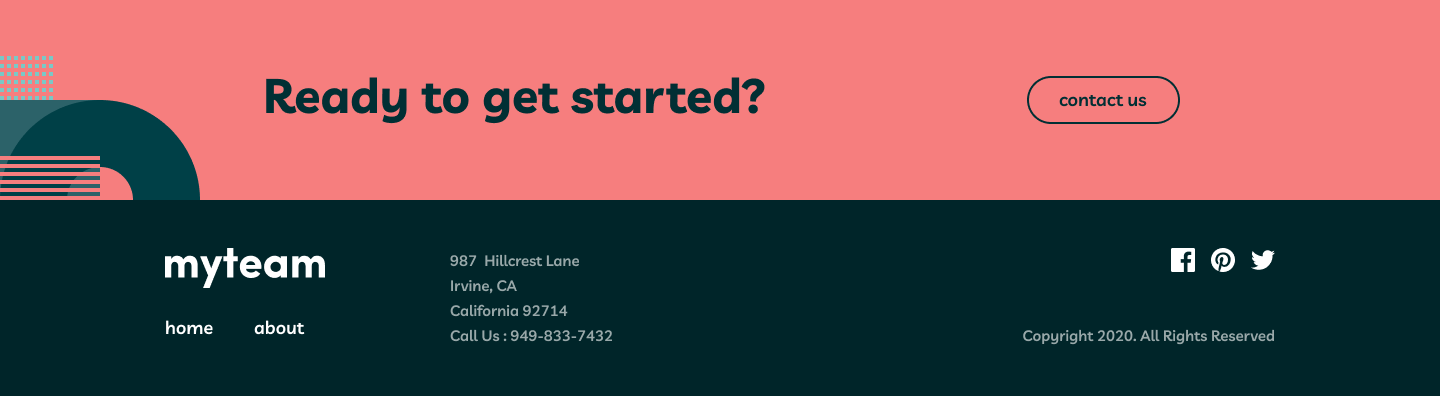 Ready to get started?
contact us
myteam
home about
987 Hillcrest Lane
Irvine, CA
California 92714
Call Us : 949-833-7432
Copyright 2020. All Rights Reserved